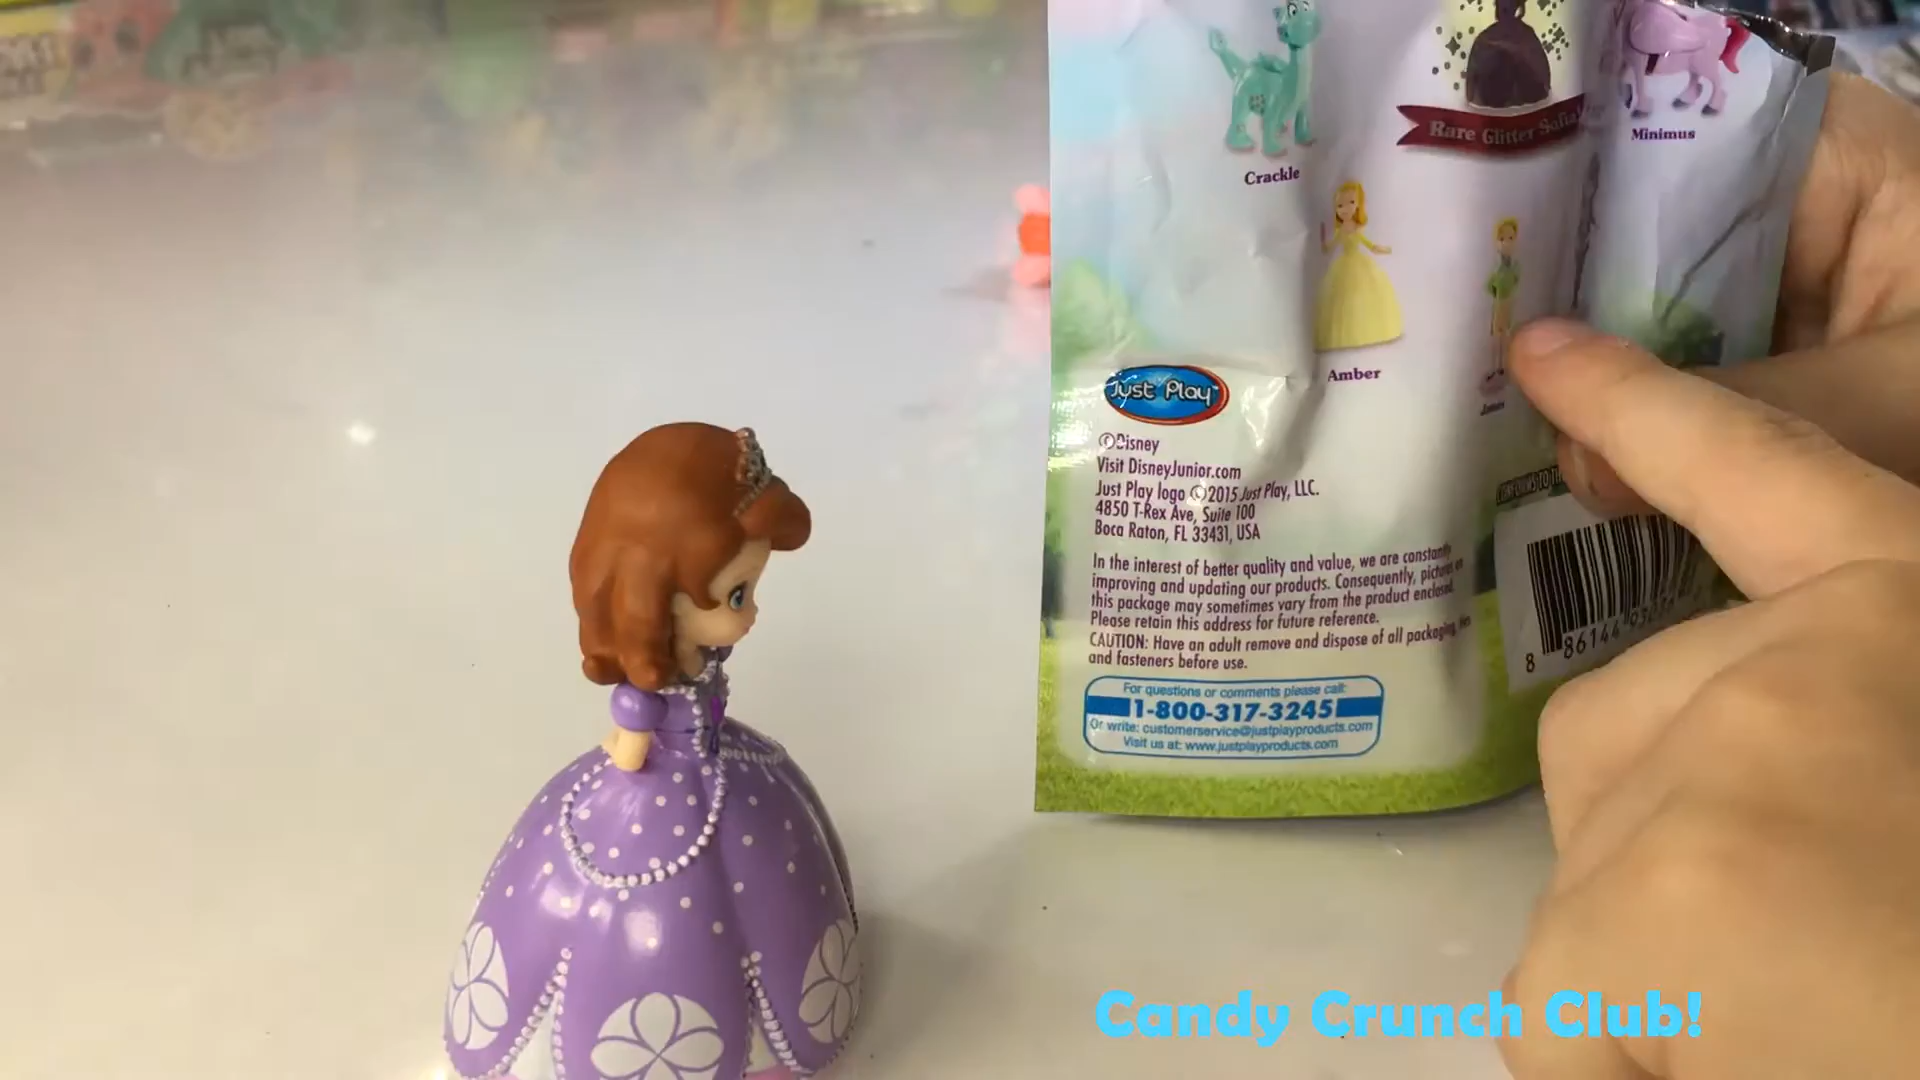 Crackle
Rare Glitter Sofia!
Minimus
Amber
James
Just Play™
©Disney
Visit DisneyJunior.com
Just Play logo ©2015 Just Play, LLC.
4850 T-Rex Ave, Suite 100
Boca Raton, FL 33431, USA
In the interest of better quality and value, we are constantly
improving and updating our products. Consequently, pictures on
this package may sometimes vary from the product enclosed.
Please retain this address for future reference.
CAUTION: Have an adult remove and dispose of all packaging ties
and fasteners before use.
For questions or comments please call:
1-800-317-3245
Or write: customerservice@justplayproducts.com
Visit us at: www.justplayproducts.com
8 86144
Candy Crunch Club!